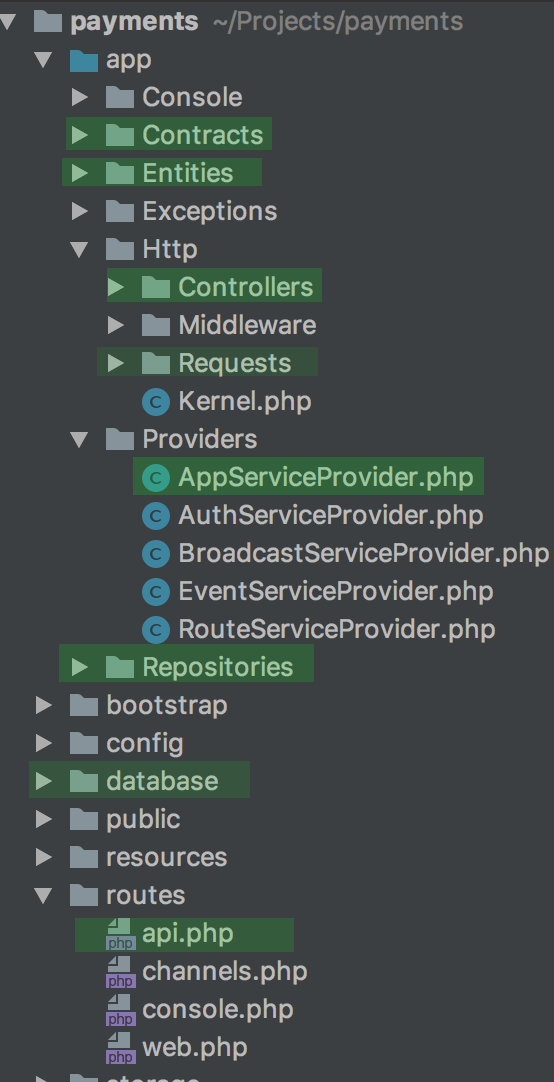 payments ~/Projects/payments
app
Console
Contracts
Entities
Exceptions
Http
Controllers
Middleware
Requests
C Kernel.php
Providers
C AppServiceProvider.php
C AuthServiceProvider.php
C BroadcastServiceProvider.php
C EventServiceProvider.php
C RouteServiceProvider.php
Repositories
bootstrap
config
database
public
resources
routes
php api.php
php channels.php
php console.php
php web.php
storage